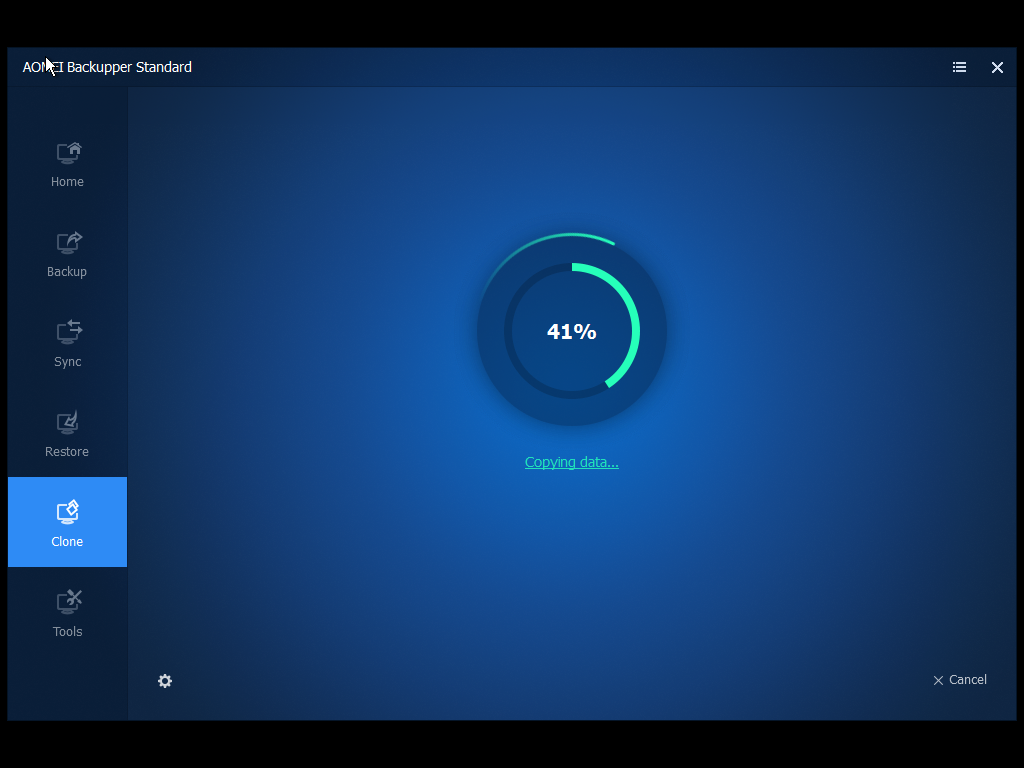 AOMEI Backupper Standard
Home
Backup
Sync
Restore
Clone
Tools
41%
Copying data...
Cancel